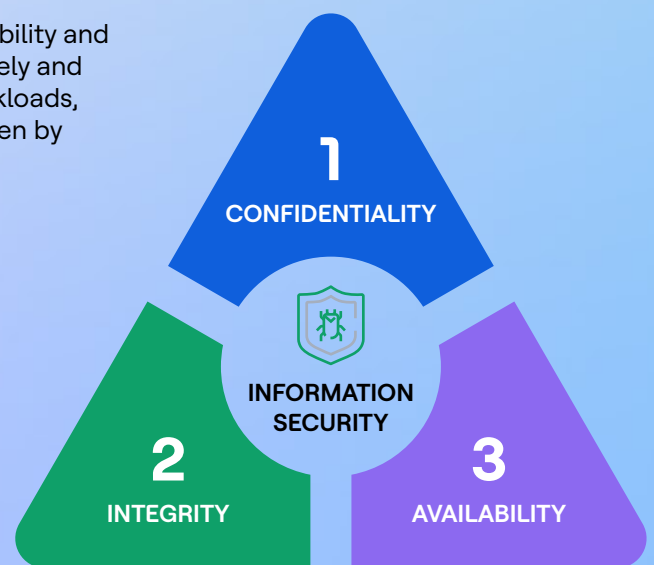 bility and
ely and
kloads,
en by
1
CONFIDENTIALITY
INFORMATION
SECURITY
2
INTEGRITY
3
AVAILABILITY